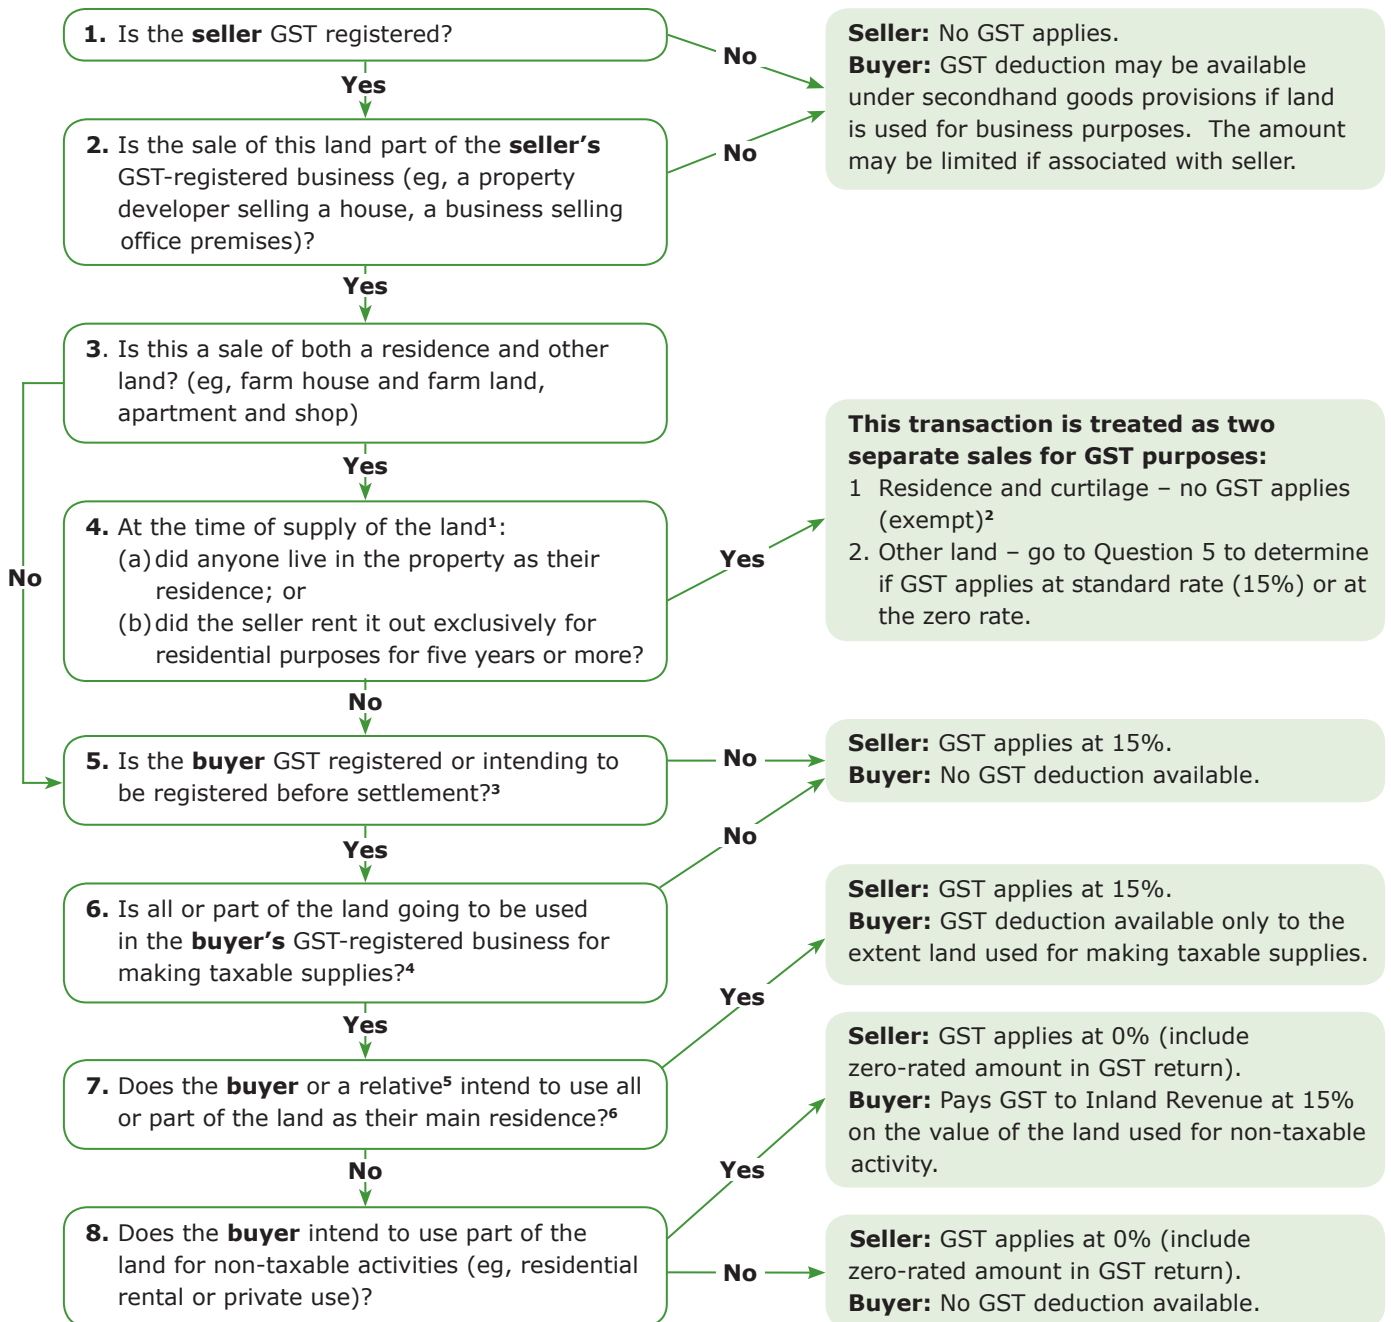 1. Is the seller GST registered?
No
Seller: No GST applies.
Buyer: GST deduction may be available
under secondhand goods provisions if land
is used for business purposes.  The amount
may be limited if associated with seller.
Yes
2. Is the sale of this land part of the seller's
GST-registered business (eg, a property
developer selling a house, a business selling
office premises)?
No
Yes
3. Is this a sale of both a residence and other
land? (eg, farm house and farm land,
apartment and shop)
No
Yes
4. At the time of supply of the land¹:
(a) did anyone live in the property as their
residence; or
(b) did the seller rent it out exclusively for
residential purposes for five years or more?
Yes
This transaction is treated as two
separate sales for GST purposes:
1 Residence and curtilage – no GST applies
(exempt)²
2. Other land – go to Question 5 to determine
if GST applies at standard rate (15%) or at
the zero rate.
No
5. Is the buyer GST registered or intending to
be registered before settlement?³
No
Seller: GST applies at 15%.
Buyer: No GST deduction available.
Yes
6. Is all or part of the land going to be used
in the buyer's GST-registered business for
making taxable supplies?⁴
No
Yes
7. Does the buyer or a relative⁵ intend to use all
or part of the land as their main residence?⁶
Yes
Seller: GST applies at 15%.
Buyer: GST deduction available only to the
extent land used for making taxable supplies.
No
8. Does the buyer intend to use part of the
land for non-taxable activities (eg, residential
rental or private use)?
Yes
Seller: GST applies at 0% (include
zero-rated amount in GST return).
Buyer: Pays GST to Inland Revenue at 15%
on the value of the land used for non-taxable
activity.
No
Seller: GST applies at 0% (include
zero-rated amount in GST return).
Buyer: No GST deduction available.